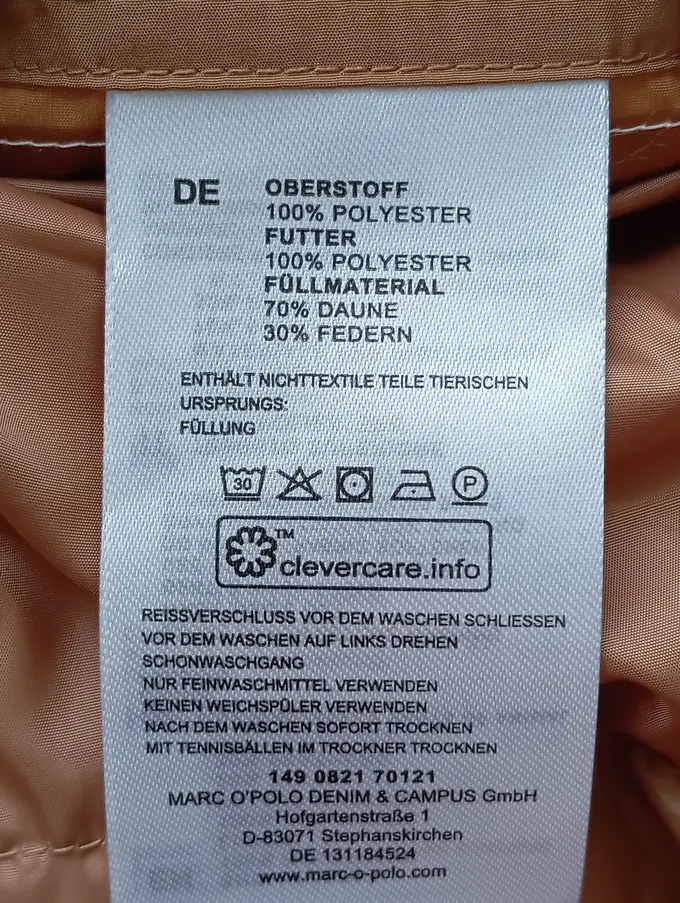 DE
OBERSTOFF
100% POLYESTER
FUTTER
100% POLYESTER
FÜLLMATERIAL
70% DAUNE
30% FEDERN
ENTHÄLT NICHTTEXTILE TEILE TIERISCHEN
URSPRUNGS:
FÜLLUNG
30 P
™
clevercare.info
REISSVERSCHLUSS VOR DEM WASCHEN SCHLIESSEN
VOR DEM WASCHEN AUF LINKS DREHEN
SCHONWASCHGANG
NUR FEINWASCHMITTEL VERWENDEN
KEINEN WEICHSPÜLER VERWENDEN
NACH DEM WASCHEN SOFORT TROCKNEN
MIT TENNISBÄLLEN IM TROCKNER TROCKNEN
149 0821 70121
MARC O'POLO DENIM & CAMPUS GmbH
Hofgartenstraße 1
D-83071 Stephanskirchen
DE 131184524
www.marc-o-polo.com